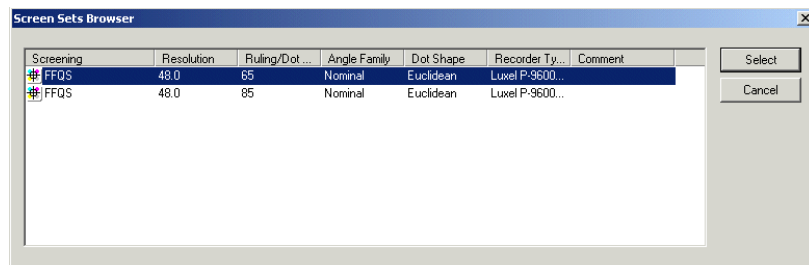 Screen Sets Browser
Screening Resolution Ruling/Dot ... Angle Family Dot Shape Recorder Ty... Comment
FFQS 48.0 65 Nominal Euclidean Luxel P-9600...
FFQS 48.0 85 Nominal Euclidean Luxel P-9600...
Select
Cancel